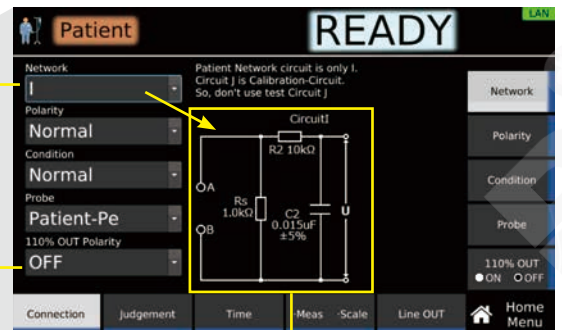 LAN
Patient
READY
Network
I
Patient Network circuit is only I.
Circuit J is Calibration-Circuit.
So, don't use test Circuit J
Polarity
Normal
Condition
Normal
Probe
Patient-Pe
110% OUT Polarity
OFF
CircuitI
R2 10kΩ
A
Rs
1.0kΩ
C2
0.015uF
±5%
U
B
Network
Polarity
Condition
Probe
110% OUT
ON OFF
Connection
Judgement
Time
Meas -Scale
Line OUT
Home
Menu